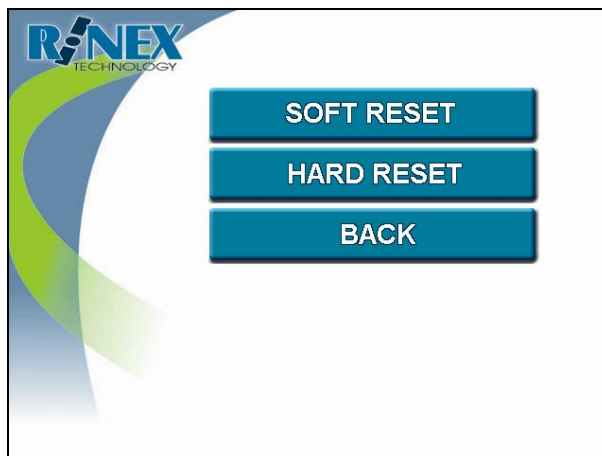 RINEX
TECHNOLOGY
SOFT RESET
HARD RESET
BACK